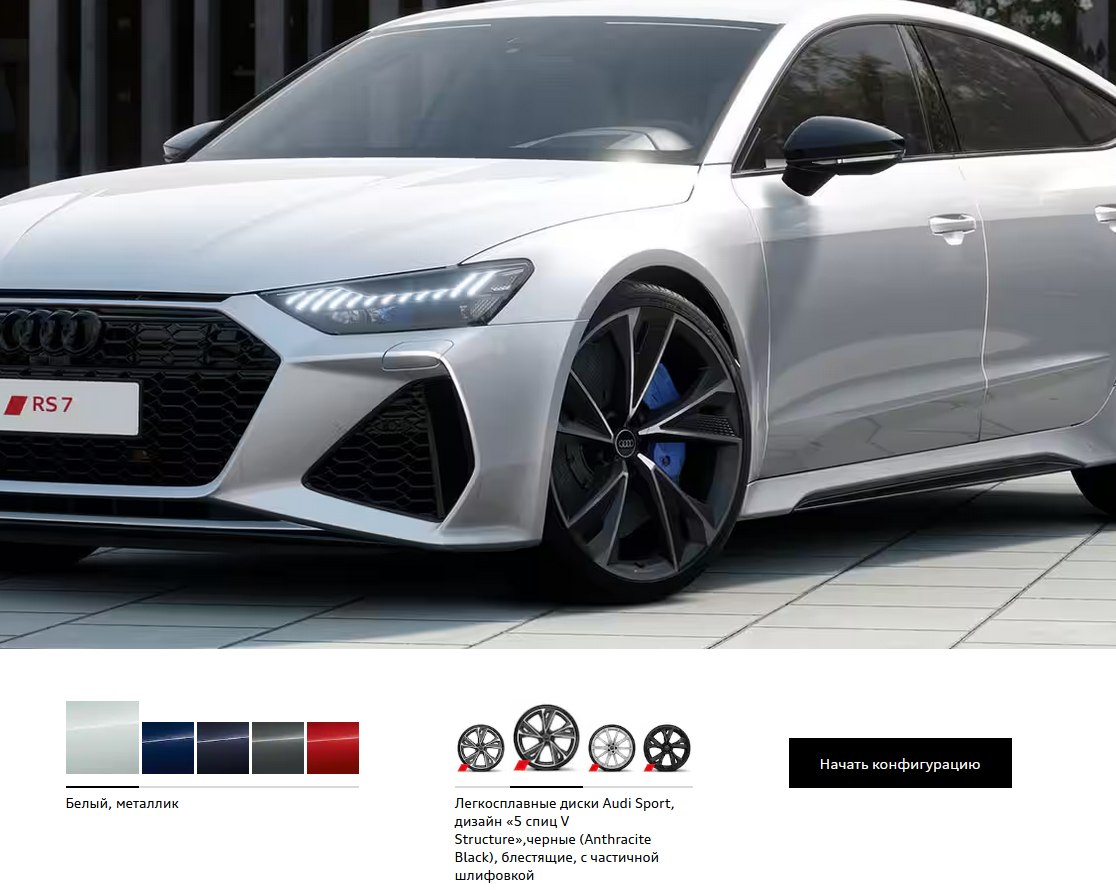 RS 7
Белый, металлик
Легкосплавные диски Audi Sport,
дизайн «5 спиц V
Structure»,черные (Anthracite
Black), блестящие, с частичной
шлифовкой
Начать конфигурацию